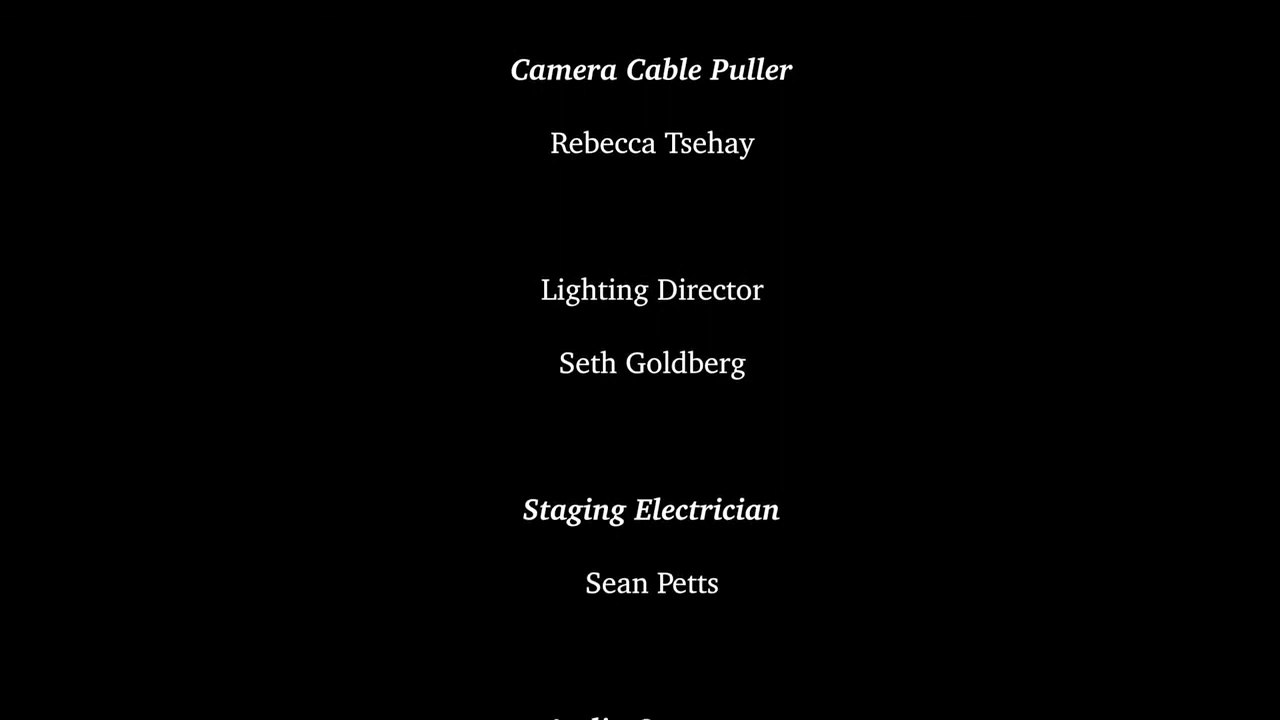 Camera Cable Puller
Rebecca Tsehay
Lighting Director
Seth Goldberg
Staging Electrician
Sean Petts